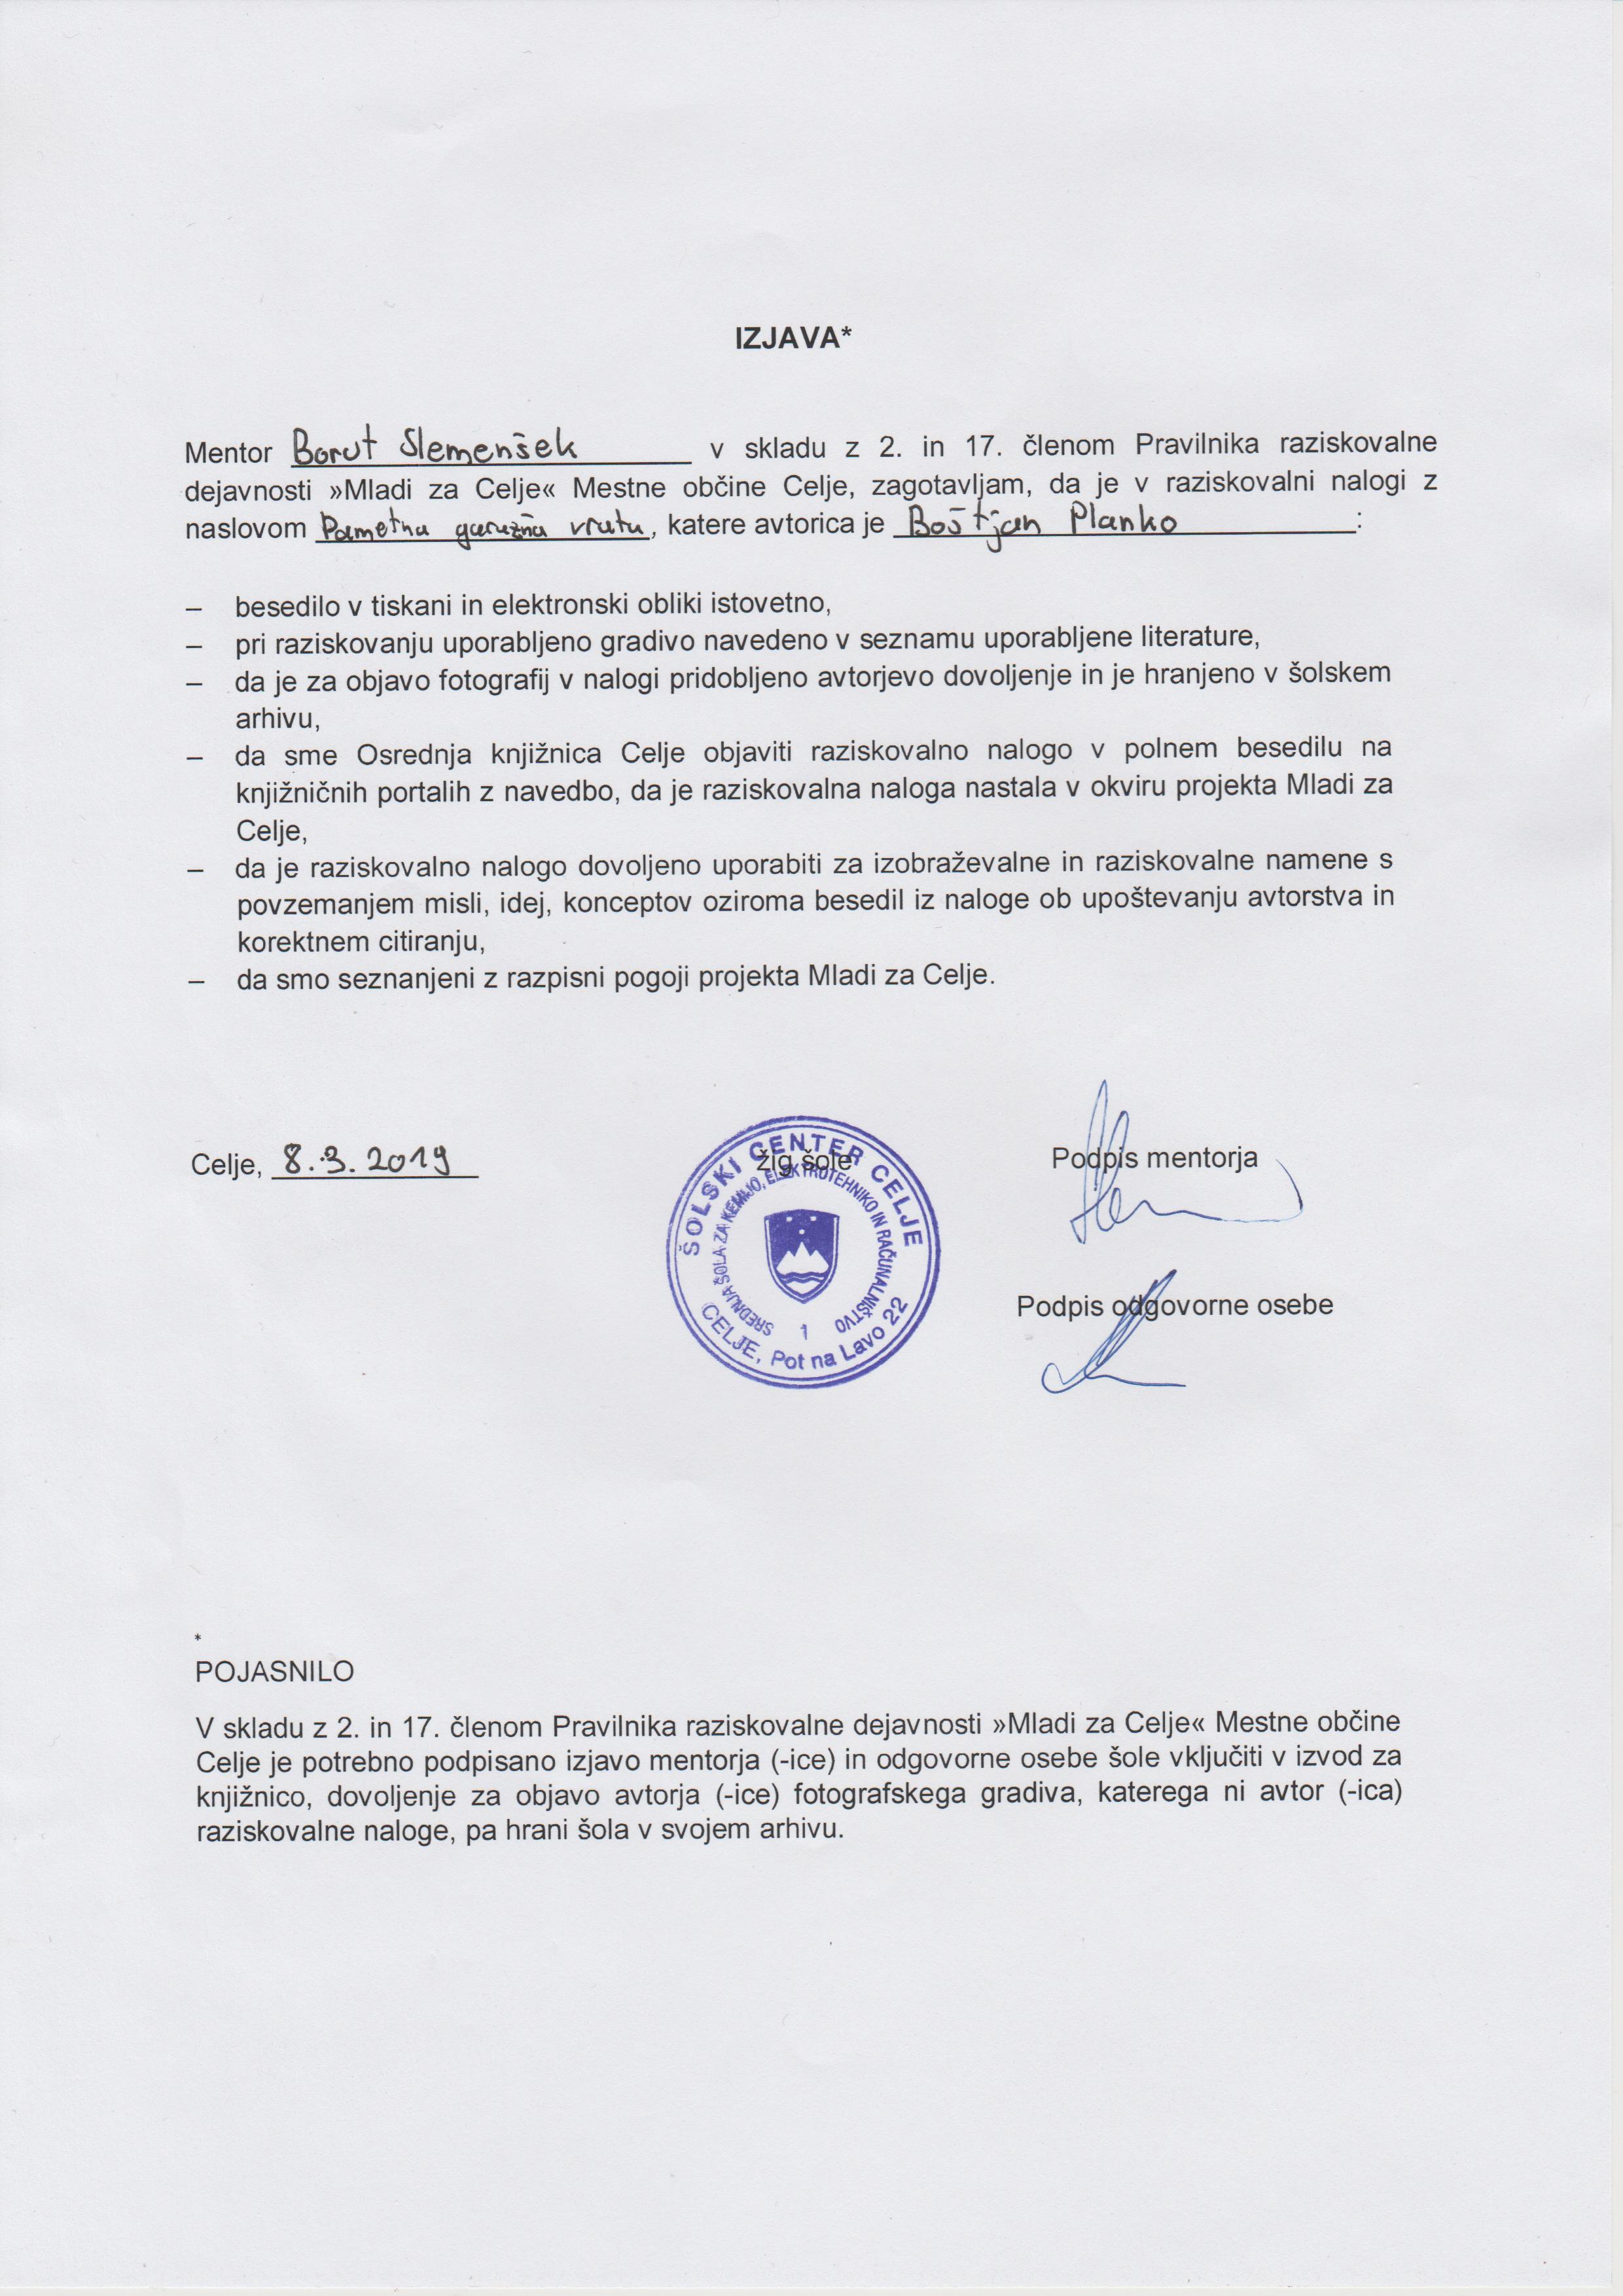 IZJAVA*
Mentor Borut Slemenšek v skladu z 2. in 17. členom Pravilnika raziskovalne
dejavnosti »Mladi za Celje« Mestne občine Celje, zagotavljam, da je v raziskovalni nalogi z
naslovom Pametna garažna vrata, katere avtorica je Boštjan Planko :
– besedilo v tiskani in elektronski obliki istovetno,
– pri raziskovanju uporabljeno gradivo navedeno v seznamu uporabljene literature,
– da je za objavo fotografij v nalogi pridobljeno avtorjevo dovoljenje in je hranjeno v šolskem
arhivu,
– da sme Osrednja knjižnica Celje objaviti raziskovalno nalogo v polnem besedilu na
knjižničnih portalih z navedbo, da je raziskovalna naloga nastala v okviru projekta Mladi za
Celje,
– da je raziskovalno nalogo dovoljeno uporabiti za izobraževalne in raziskovalne namene s
povzemanjem misli, idej, konceptov oziroma besedil iz naloge ob upoštevanju avtorstva in
korektnem citiranju,
– da smo seznanjeni z razpisni pogoji projekta Mladi za Celje.
Celje, 8.3.2019
žig šole
ŠOLSKI CENTER CELJE
SREDNJA ŠOLA ZA KEMIJO, ELEKTROTEHNIKO IN RAČUNALNIŠTVO
1
CELJE, Pot na Lavo 22
Podpis mentorja
Podpis odgovorne osebe
*
POJASNILO
V skladu z 2. in 17. členom Pravilnika raziskovalne dejavnosti »Mladi za Celje« Mestne občine
Celje je potrebno podpisano izjavo mentorja (-ice) in odgovorne osebe šole vključiti v izvod za
knjižnico, dovoljenje za objavo avtorja (-ice) fotografskega gradiva, katerega ni avtor (-ica)
raziskovalne naloge, pa hrani šola v svojem arhivu.